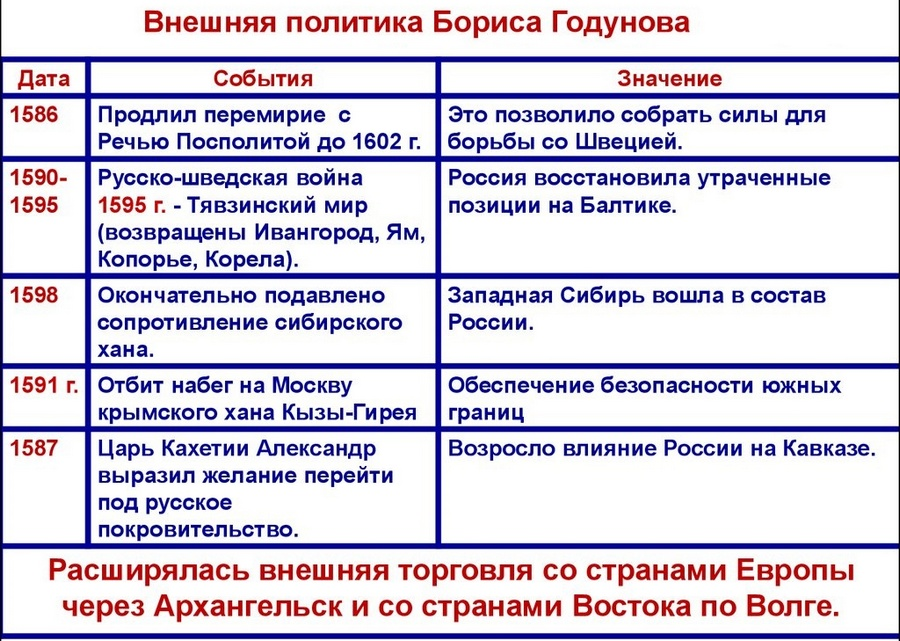 Внешняя политика Бориса Годунова
Дата
События
Значение
1586
Продлил перемирие с
Речью Посполитой до 1602 г.
Это позволило собрать силы для
борьбы со Швецией.
1590-
1595
Русско-шведская война
1595 г. - Тявзинский мир
(возвращены Ивангород, Ям,
Копорье, Корела).
Россия восстановила утраченные
позиции на Балтике.
1598
Окончательно подавлено
сопротивление сибирского
хана.
Западная Сибирь вошла в состав
России.
1591 г.
Отбит набег на Москву
крымского хана Кызы-Гирея
Обеспечение безопасности южных
границ
1587
Царь Кахетии Александр
выразил желание перейти
под русское
покровительство.
Возросло влияние России на Кавказе.
Расширялась внешняя торговля со странами Европы
через Архангельск и со странами Востока по Волге.